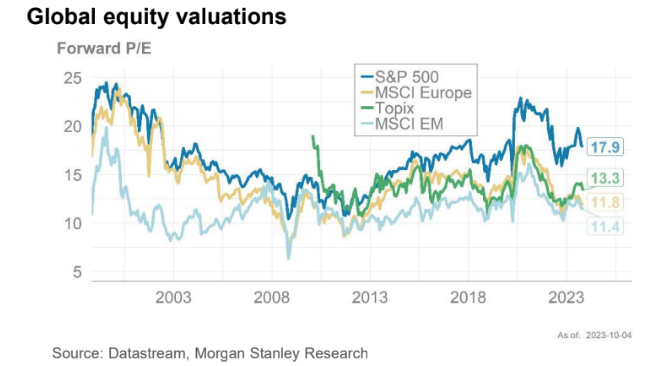 Global equity valuations
Forward P/E
25
20
15
10
5
S&P 500
MSCI Europe
Topix
MSCI EM
17.9
13.3
11.8
11.4
2003
2008
2013
2018
2023
As of: 2023-10-04
Source: Datastream, Morgan Stanley Research